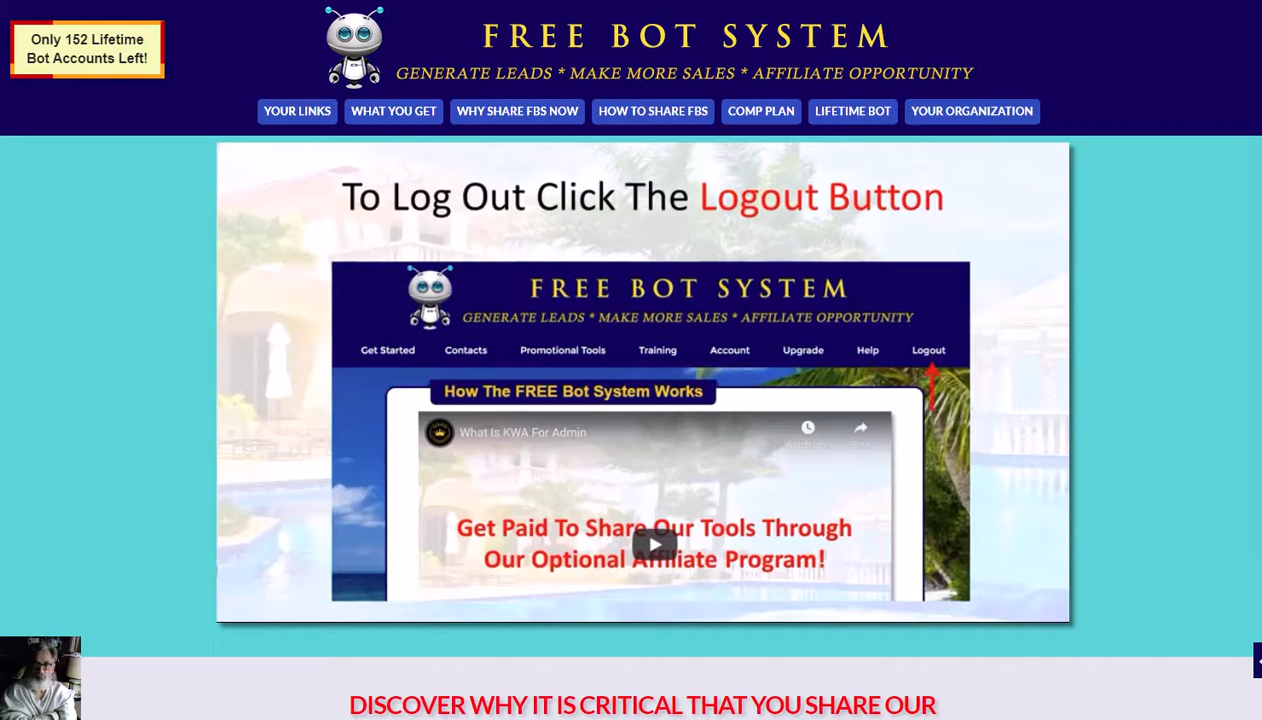 Only 152 Lifetime
Bot Accounts Left!
FREE BOT SYSTEM
GENERATE LEADS * MAKE MORE SALES * AFFILIATE OPPORTUNITY
YOUR LINKS WHAT YOU GET WHY SHARE FBS NOW HOW TO SHARE FBS COMP PLAN LIFETIME BOT YOUR ORGANIZATION
To Log Out Click The Logout Button
FREE BOT SYSTEM
GENERATE LEADS * MAKE MORE SALES * AFFILIATE OPPORTUNITY
Get Started Contacts Promotional Tools Training Account Upgrade Help Logout
How The FREE Bot System Works
What Is KWA For Admin
Get Paid To Share Our Tools Through
Our Optional Affiliate Program!
DISCOVER WHY IT IS CRITICAL THAT YOU SHARE OUR